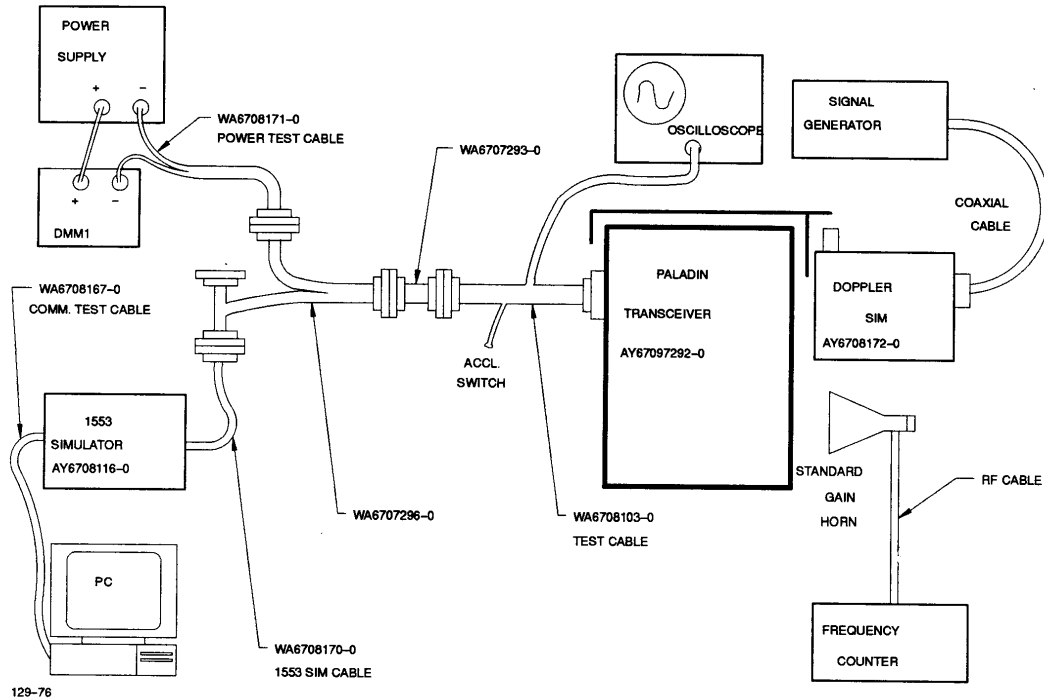 POWER
SUPPLY
+ -
WA6708171-0
POWER TEST CABLE
+ -
DMM1
WA6707293-0
OSCILLOSCOPE
SIGNAL
GENERATOR
COAXIAL
CABLE
WA6708167-0
COMM. TEST CABLE
PALADIN
TRANSCEIVER
AY67097292-0
DOPPLER
SIM
AY6708172-0
ACCL.
SWITCH
1553
SIMULATOR
AY6708116-0
STANDARD
GAIN
HORN
RF CABLE
WA6707296-0
WA6708103-0
TEST CABLE
PC
WA6708170-0
1553 SIM CABLE
FREQUENCY
COUNTER
129-76